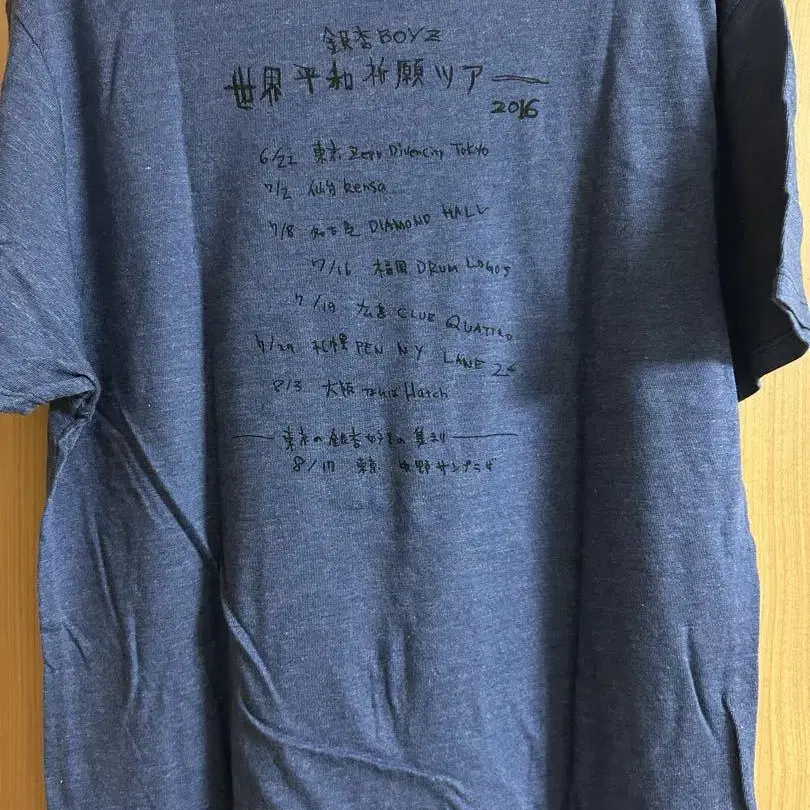 銀杏BOYZ
世界平和祈願ツアー
2016
6/22 東京 Zepp DiverCity Tokyo
7/2 仙台 Rensa
7/8 名古屋 DIAMOND HALL
7/16 福岡 DRUM LOGOS
7/19 広島 CLUB QUATTRO
7/29 札幌 PENNY LANE 24
8/3 大阪 Namba Hatch
東京の銀杏好きの集まり
8/17 東京 中野サンプラザ